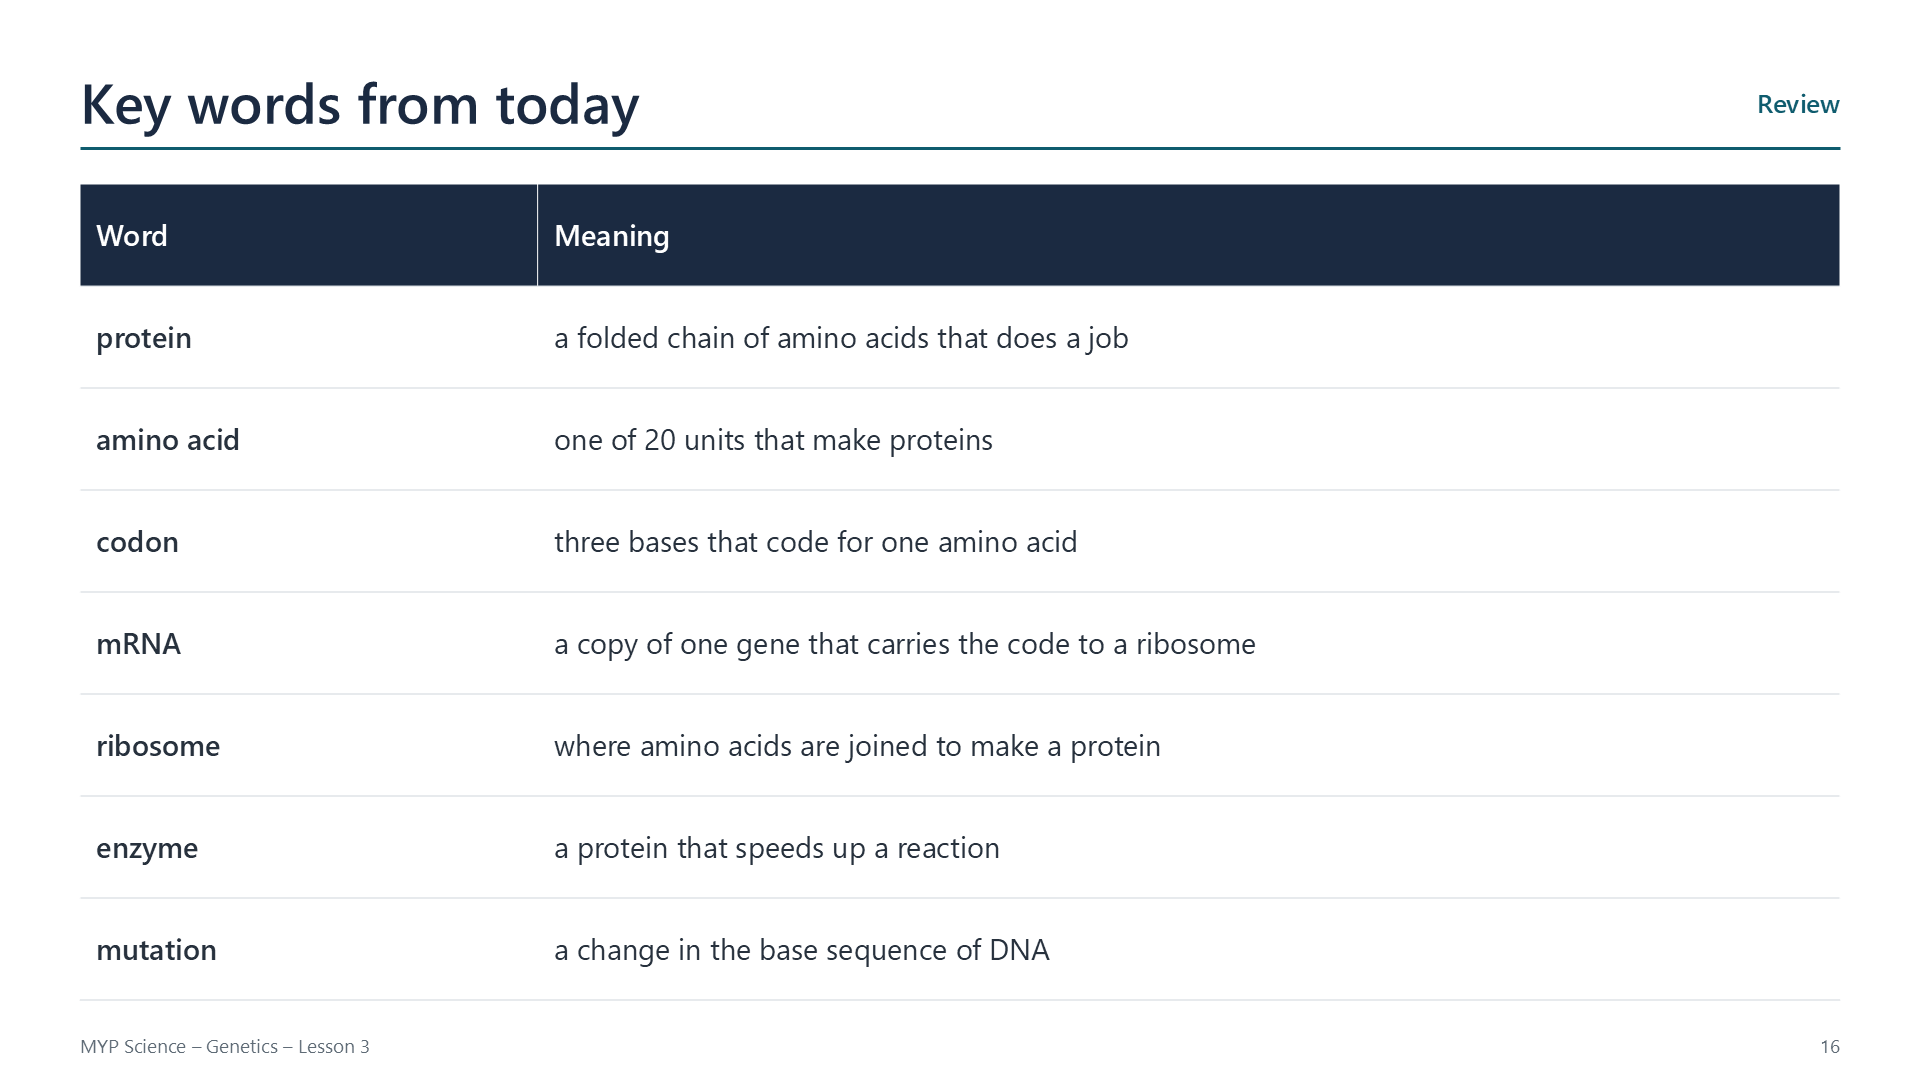 Key words from today
Review
Word Meaning
protein a folded chain of amino acids that does a job
amino acid one of 20 units that make proteins
codon three bases that code for one amino acid
mRNA a copy of one gene that carries the code to a ribosome
ribosome where amino acids are joined to make a protein
enzyme a protein that speeds up a reaction
mutation a change in the base sequence of DNA
MYP Science – Genetics – Lesson 3
16